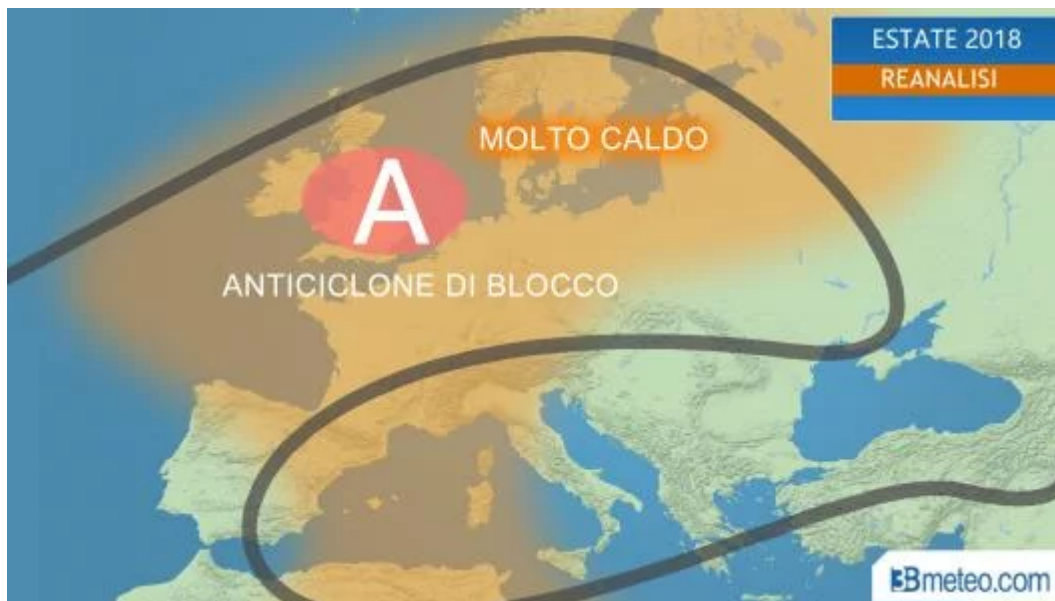 ESTATE 2018
REANALISI
MOLTO CALDO
A
ANTICICLONE DI BLOCCO
3Bmeteo.com